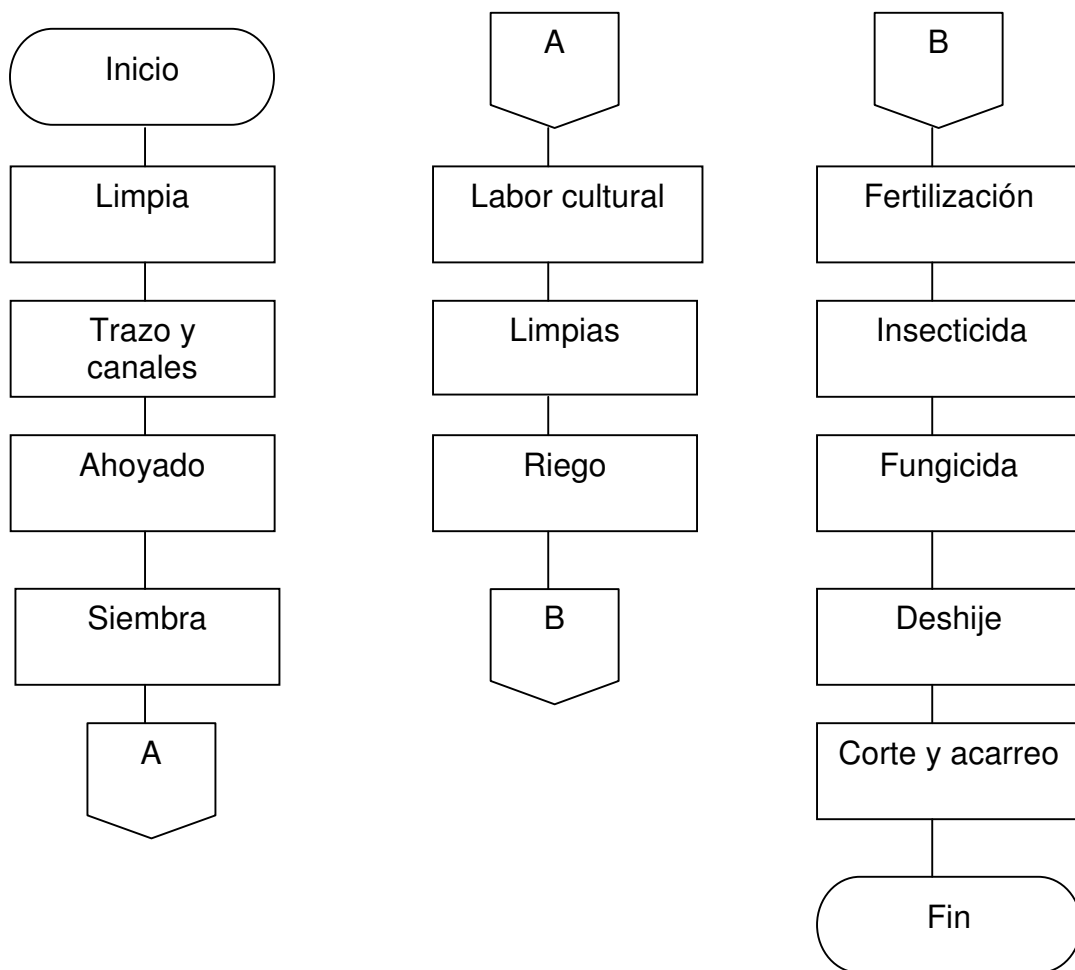 Inicio
Limpia
Trazo y
canales
Ahoyado
Siembra
A
A
Labor cultural
Limpias
Riego
B
B
Fertilización
Insecticida
Fungicida
Deshije
Corte y acarreo
Fin